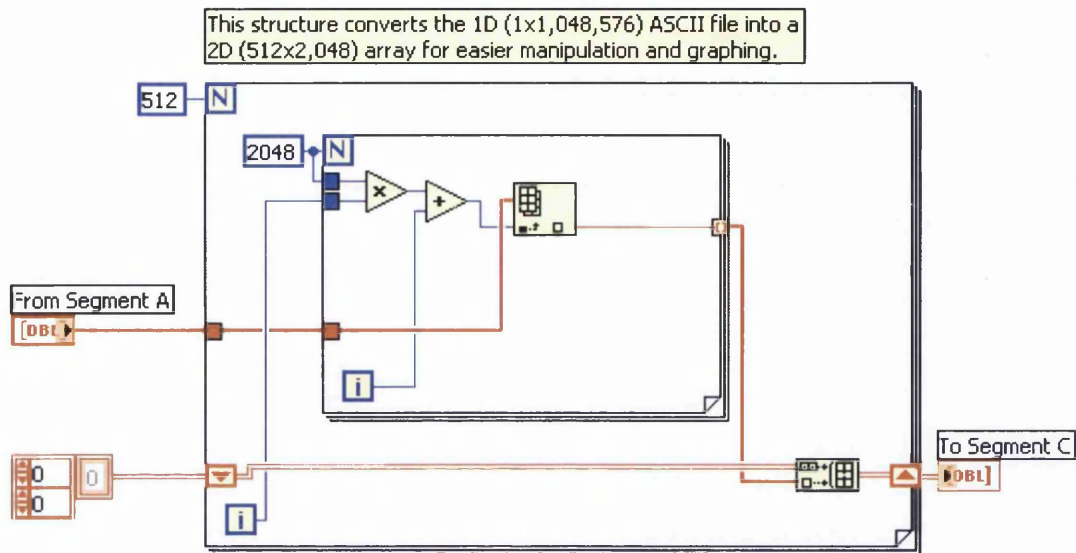 This structure converts the 1D (1x1,048,576) ASCII file into a
2D (512x2,048) array for easier manipulation and graphing.
512
N
2048
N
x
+
From Segment A
[DBL
i
0
0
0
i
To Segment C
DBL]